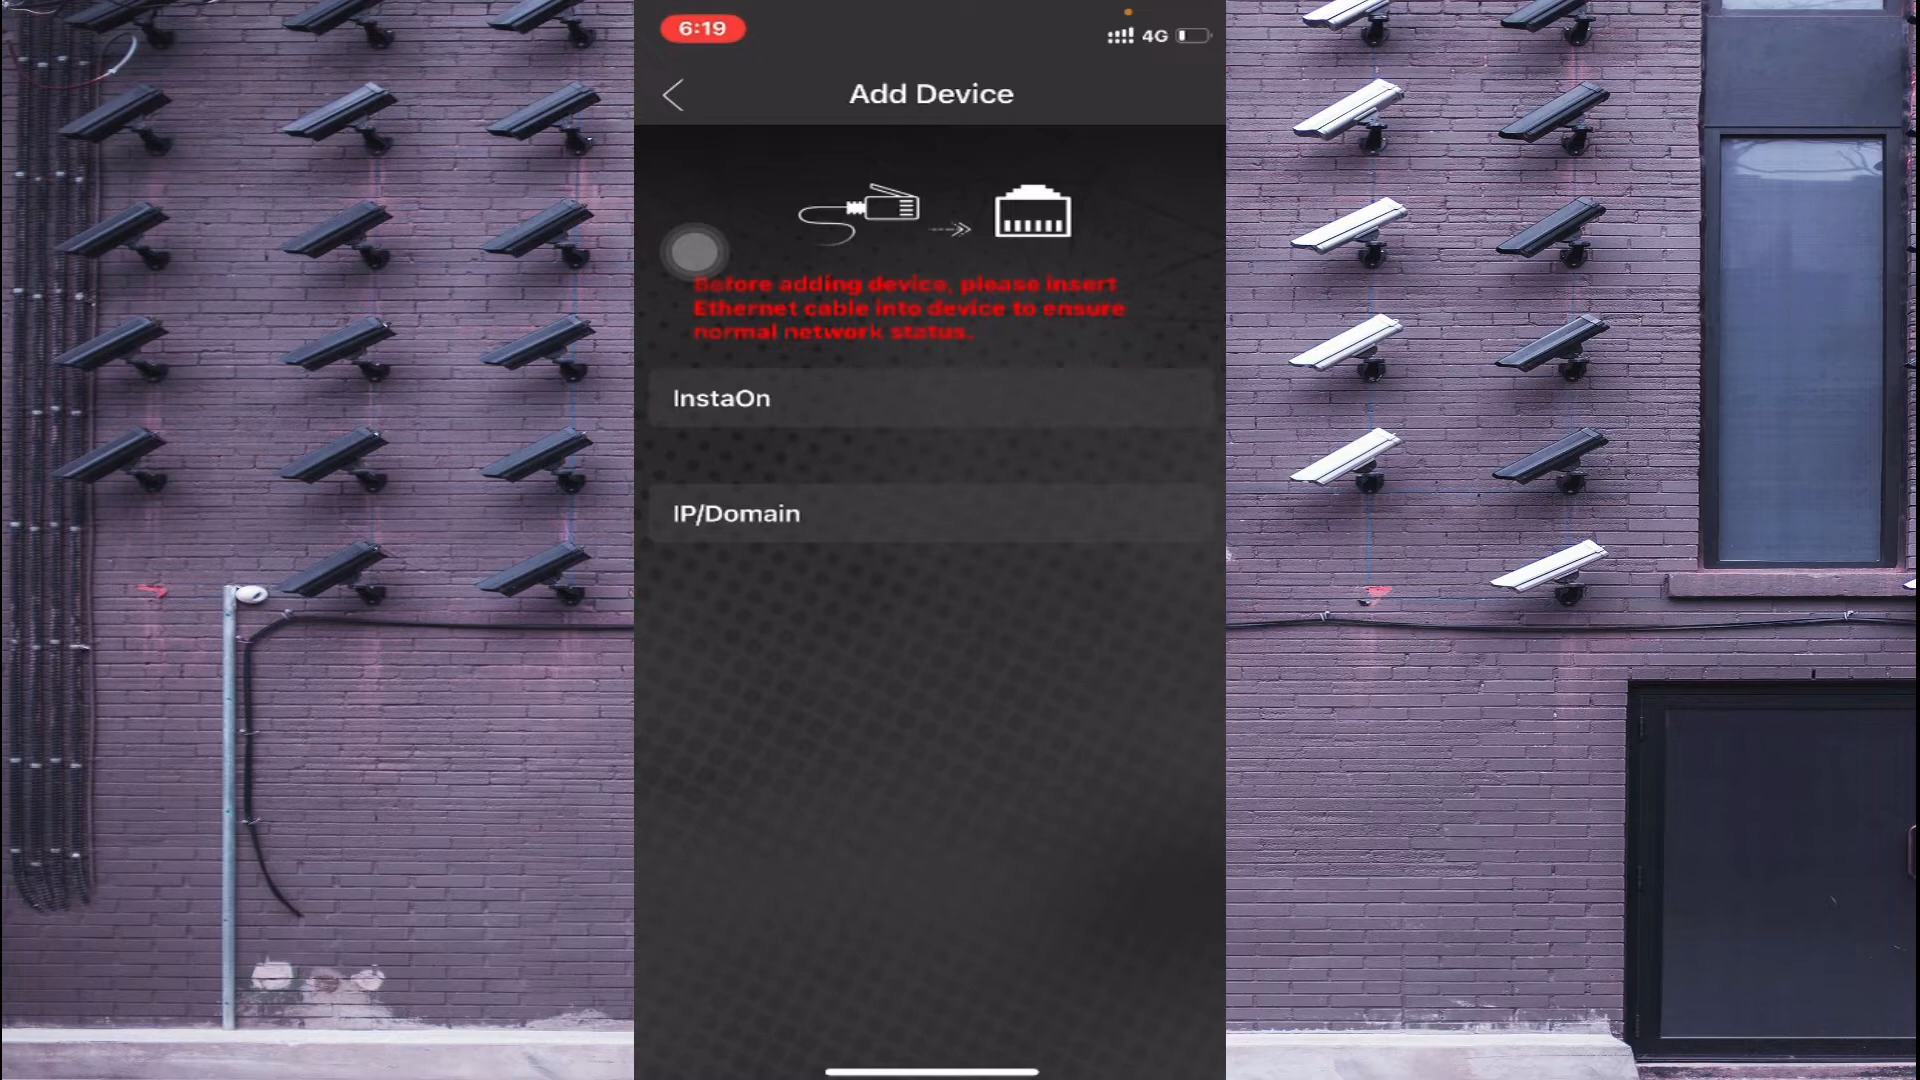 6:19
4G
Add Device
Before adding device, please insert
Ethernet cable into device to ensure
normal network status.
InstaOn
IP/Domain